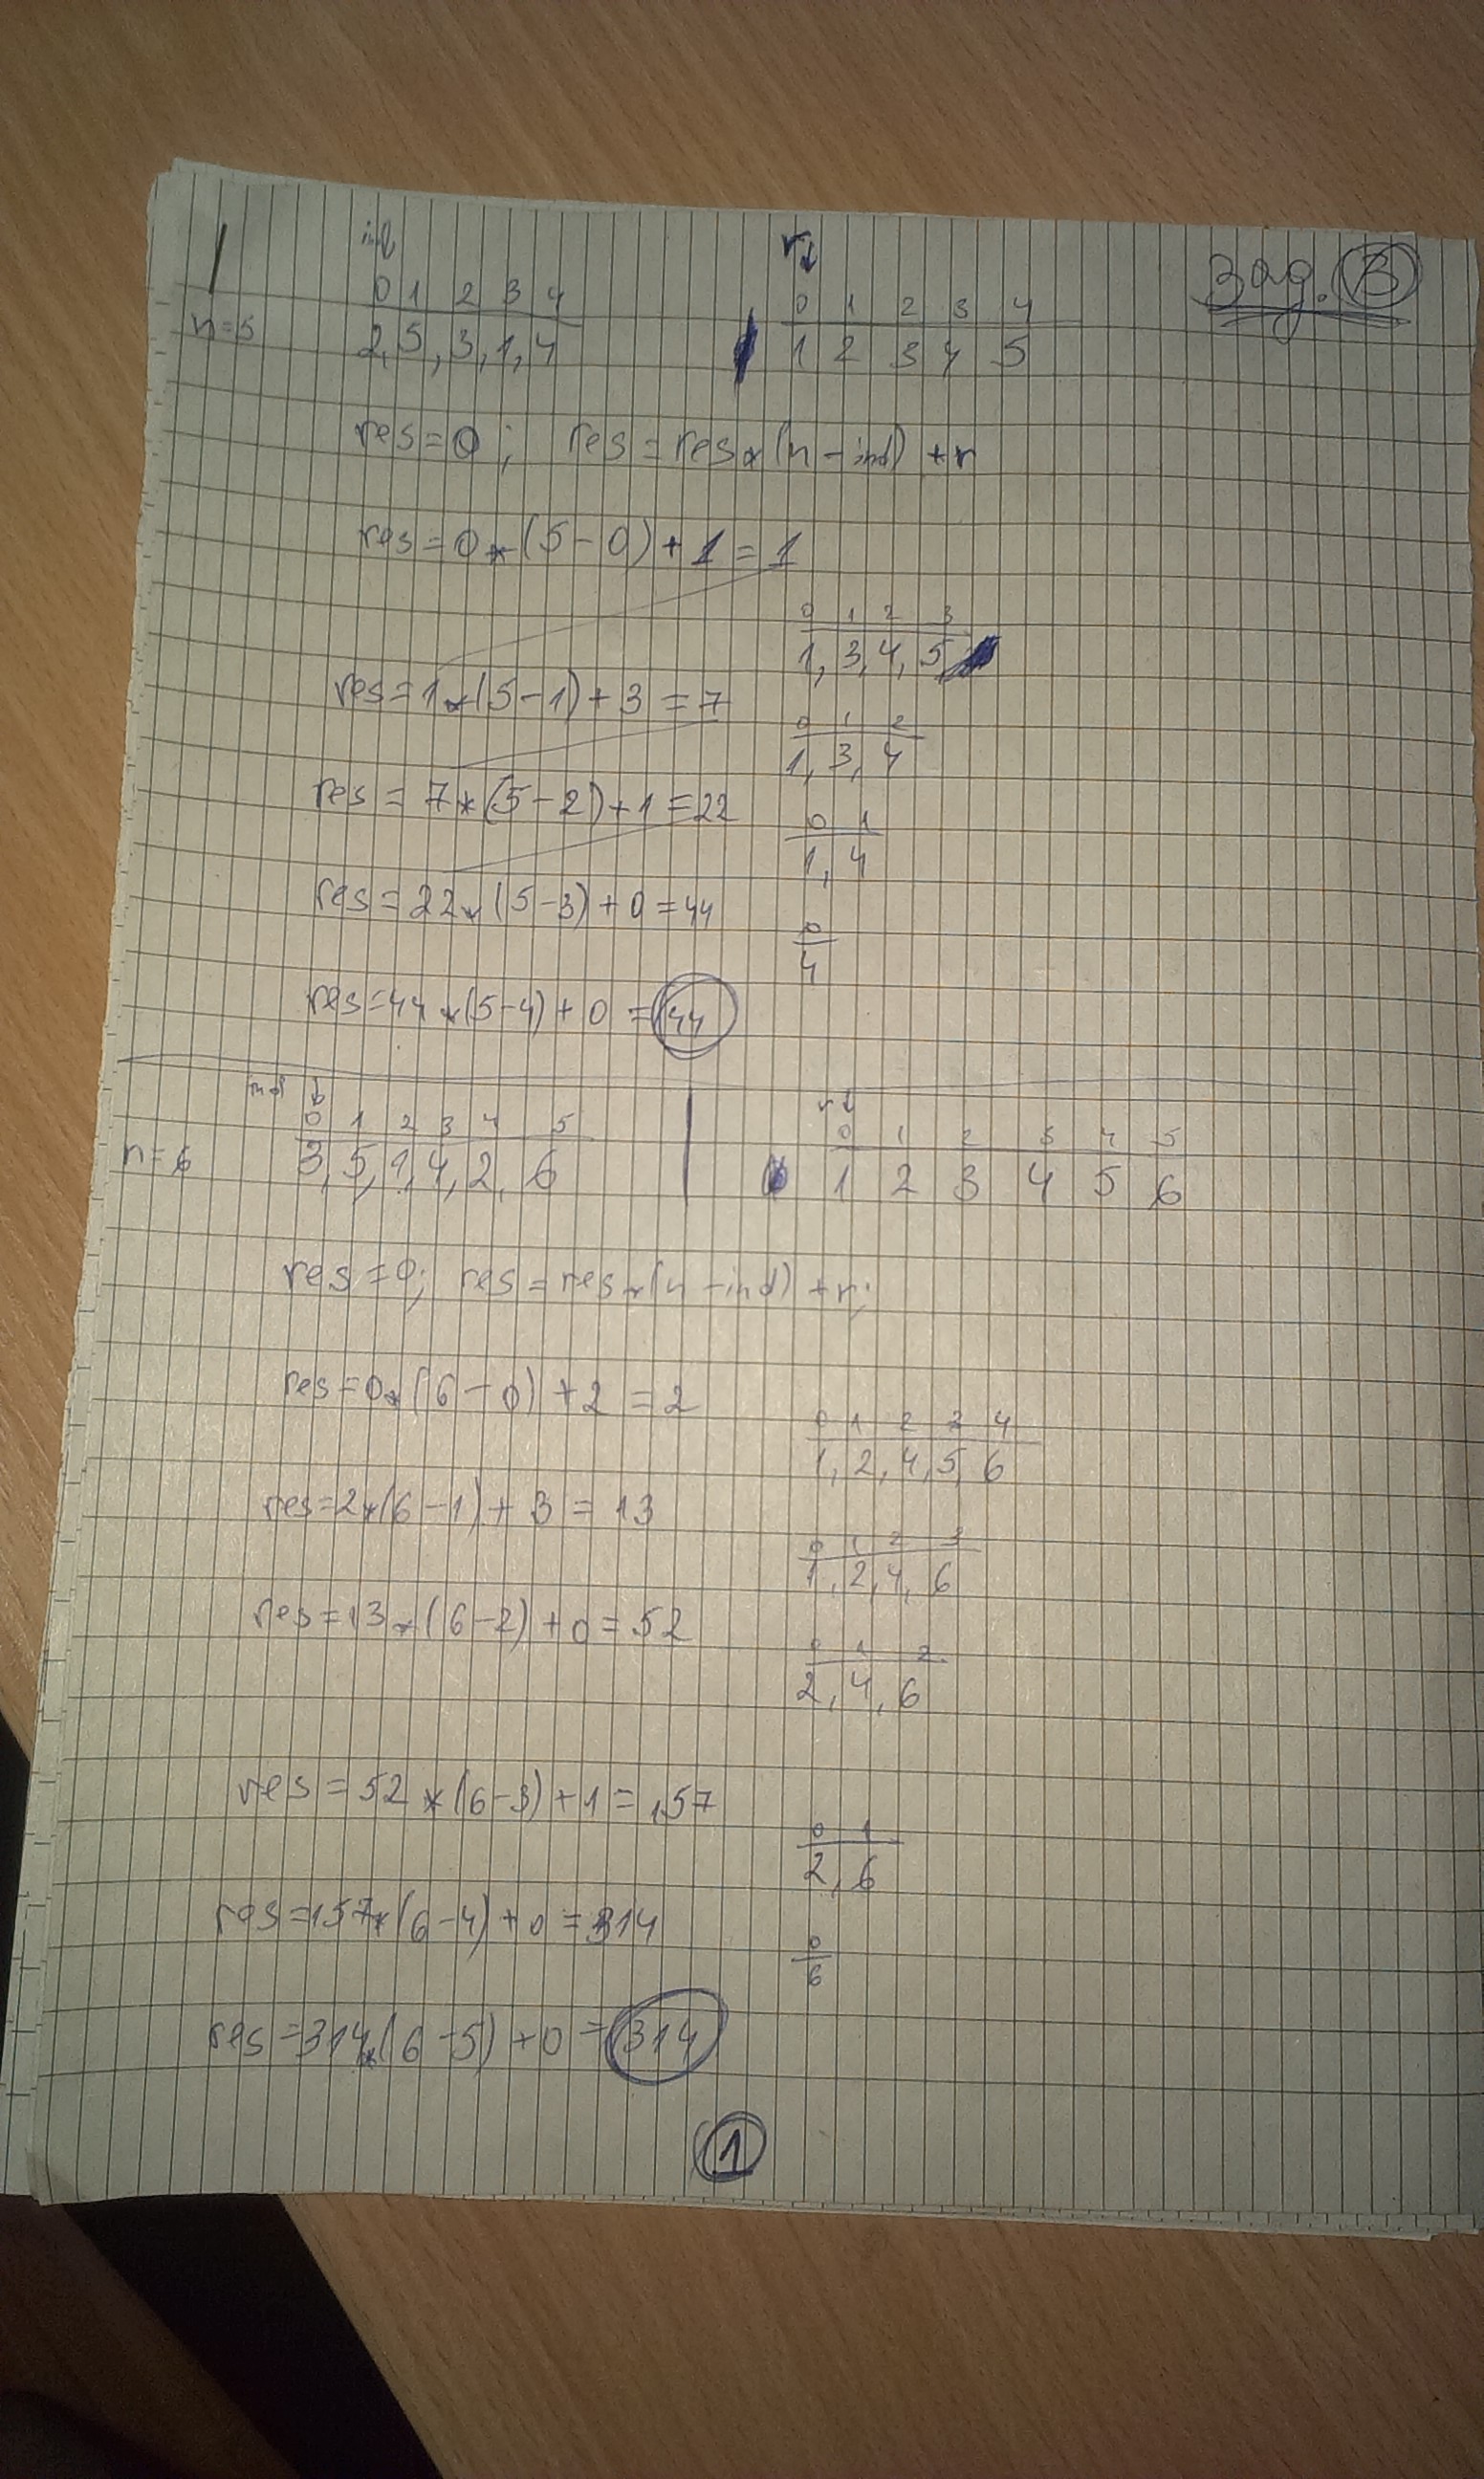 Зад. 3
ind
0 1 2 3 4
n=5 2,5,3,1,4
r↓
0 1 2 3 4
1 2 3 4 5
res=0; res=res*(n-ind)+r
res=0*(5-0)+1=1
0 1 2 3
1,3,4,5
res=1*(5-1)+3=7
0 1 2
1,3,4
res=7*(5-2)+1=22
0 1
1,4
res=22*(5-3)+0=44
0
4
res=44*(5-4)+0=44
ind ↓
0 1 2 3 4 5
n=6 3,5,1,4,2,6
r↓
0 1 2 3 4 5
1 2 3 4 5 6
res=0; res=res*(n-ind)+r;
res=0*(6-0)+2=2
0 1 2 3 4
1,2,4,5 6
res=2*(6-1)+3=13
0 1 2 3
1,2,4,6
res=13*(6-2)+0=52
0 1 2
2,4,6
res=52*(6-3)+1=157
0 1
2,6
res=157*(6-4)+0=314
0
6
res=314*(6-5)+0=314
1